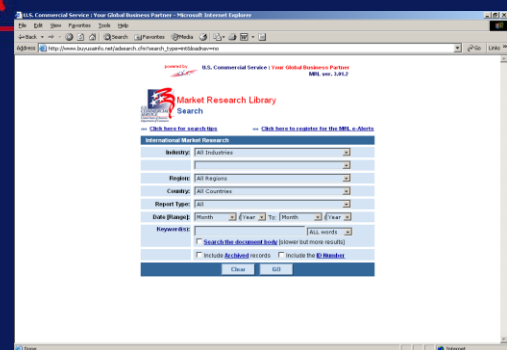 U.S. Commercial Service : Your Global Business Partner - Microsoft Internet Explorer
File Edit View Favorites Tools Help
Back Search Favorites Media
Address http://www.buyusainfo.net/adsearch.cfm?search_type=int&loadnav=no Go Links
powered by U.S. Commercial Service : Your Global Business Partner
MRL ver. 3.01.2
Market Research Library
Search
Click here for search tips Click here to register for the MRL e-Alerts
International Market Research
Industry: All Industries
Region: All Regions
Country: All Countries
Report Type: All
Date (Range): Month (Year To: Month (Year
Keyword(s): ALL words
Search the document body (slower but more results)
Include Archived records Include the ID Number
Clear GO
Done Internet